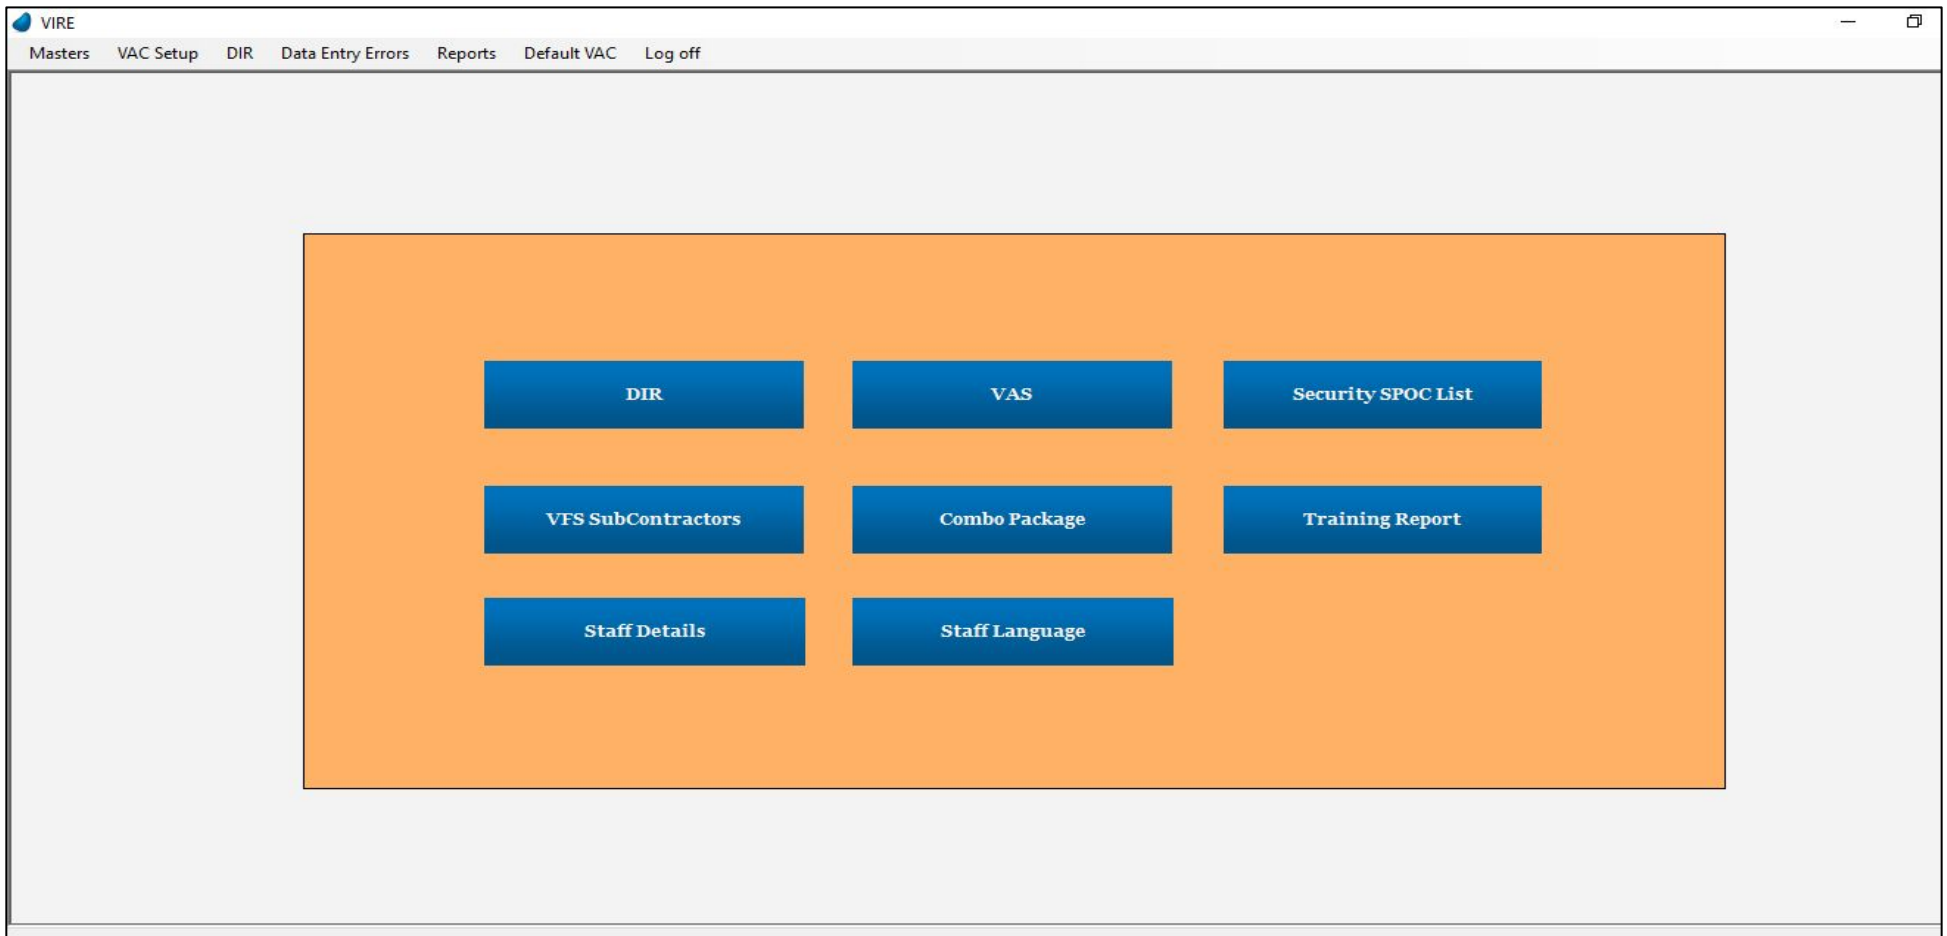 VIRE
Masters VAC Setup DIR Data Entry Errors Reports Default VAC Log off
DIR VAS Security SPOC List
VFS SubContractors Combo Package Training Report
Staff Details Staff Language